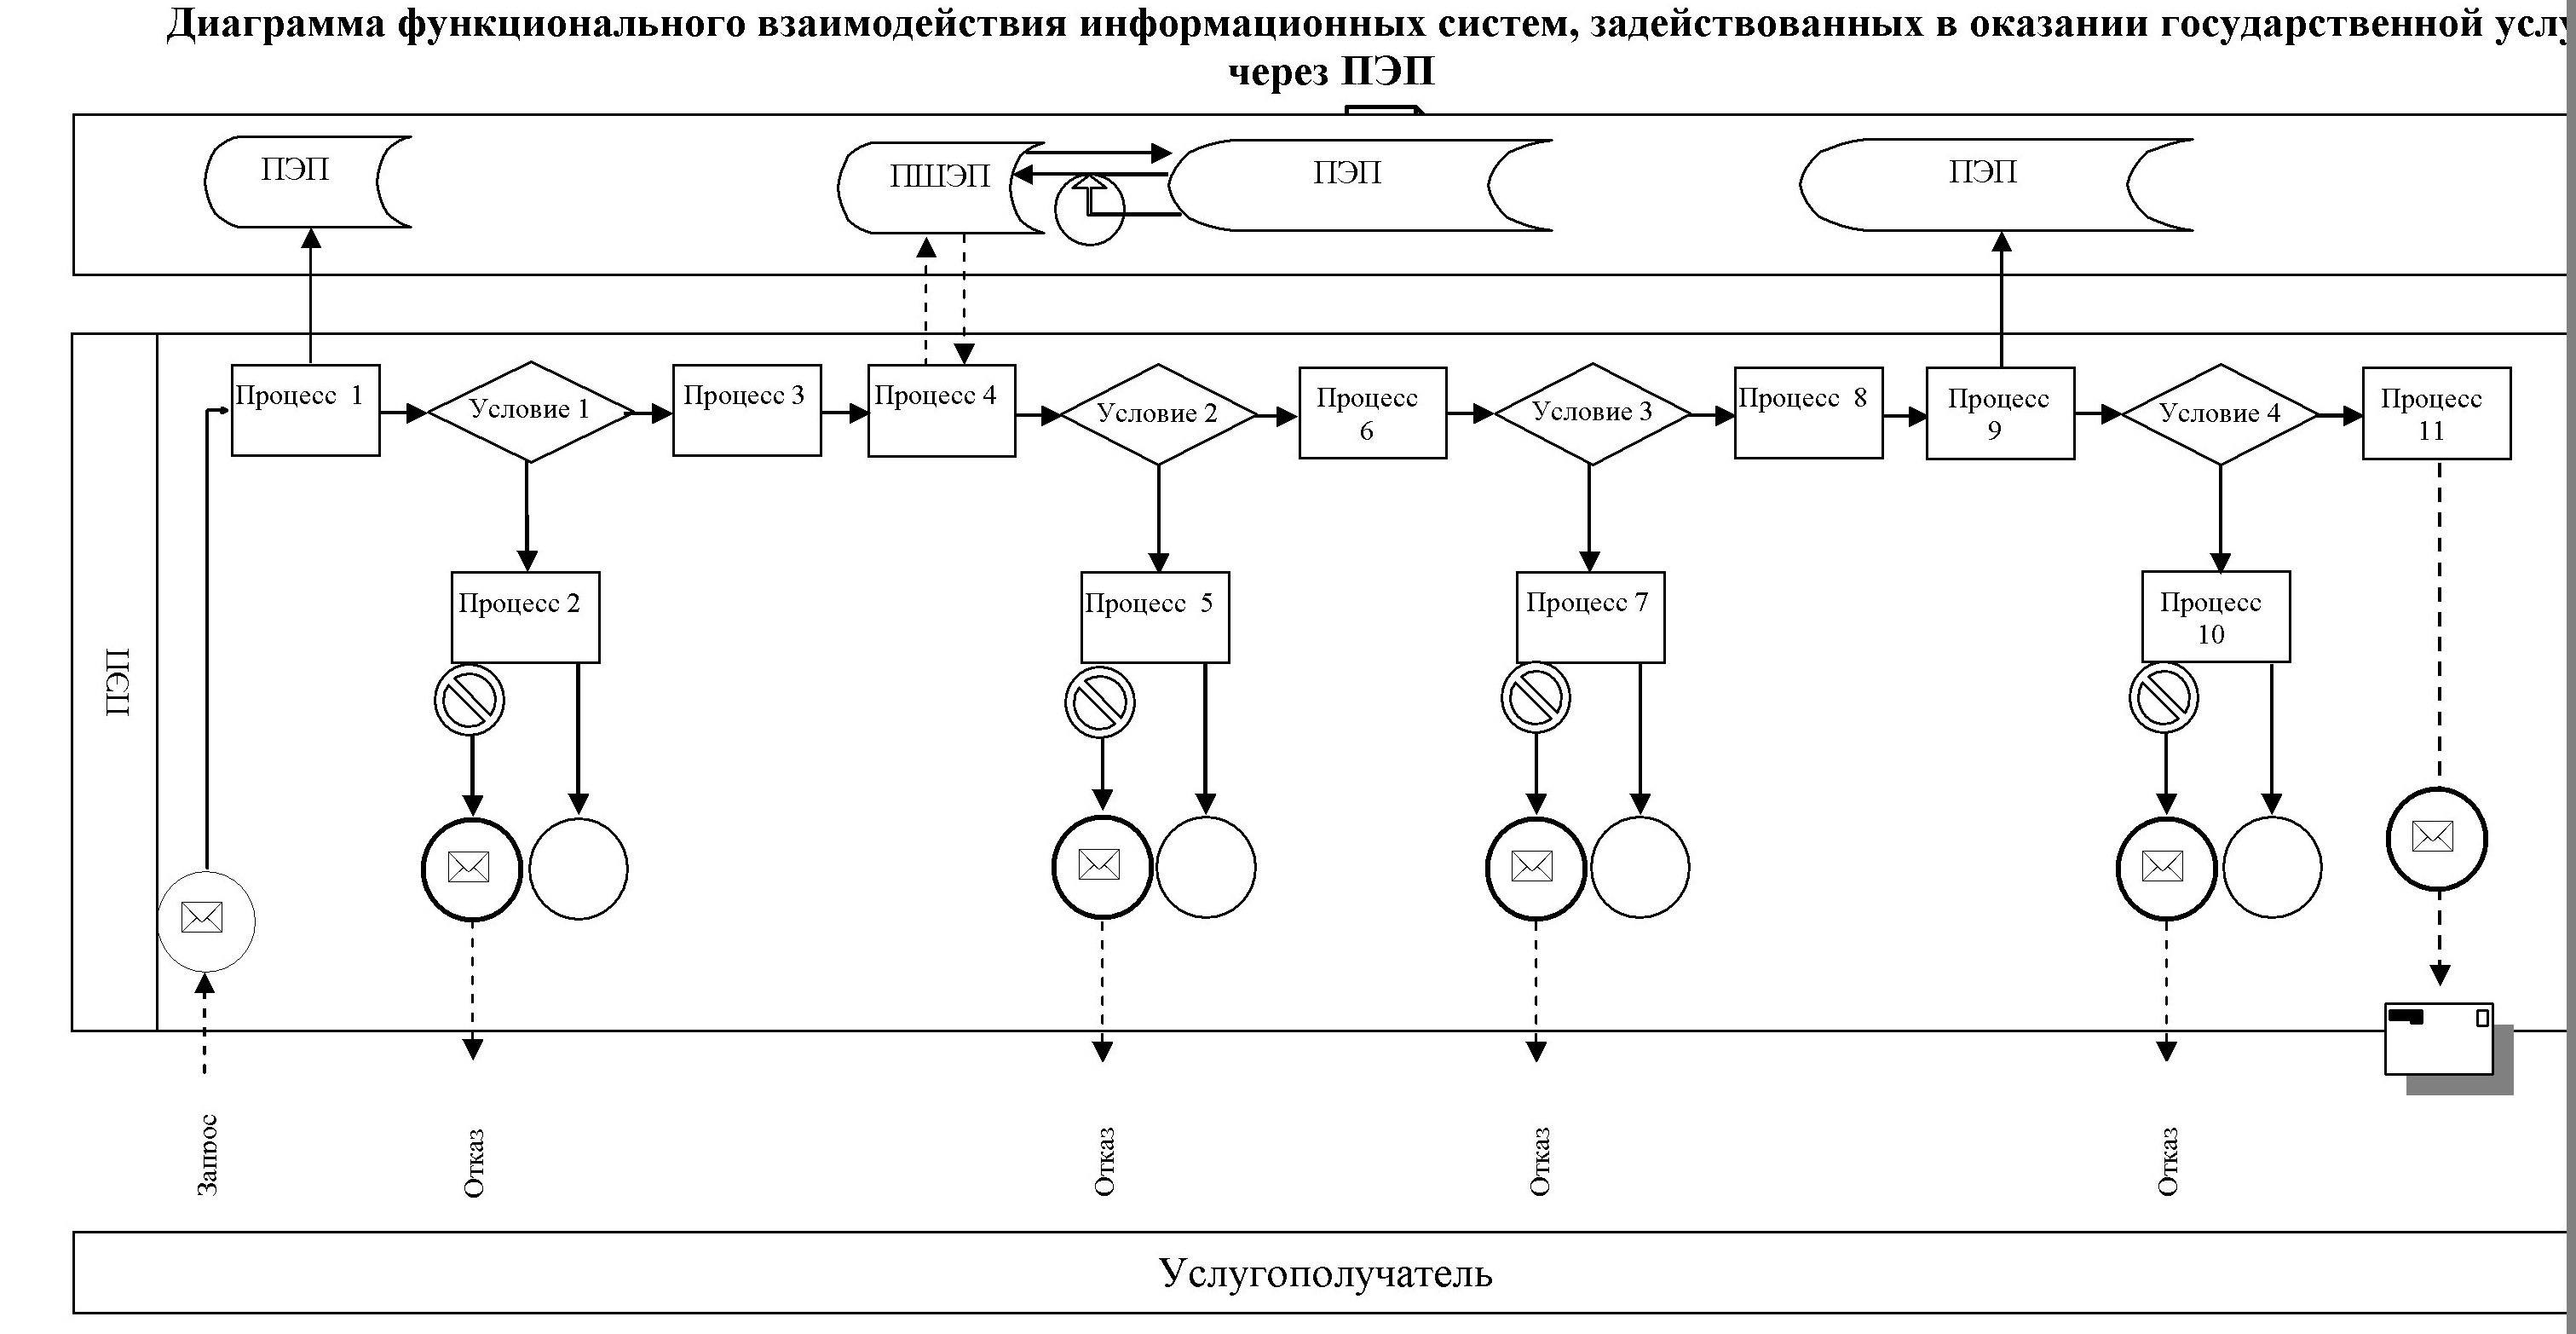 Диаграмма функционального взаимодействия информационных систем, задействованных в оказании государственной услу
через ПЭП
ПЭП
ПШЭП
ПЭП
ПЭП
ПЭП
Процесс 1
Условие 1
Процесс 3
Процесс 4
Условие 2
Процесс
6
Условие 3
Процесс 8
Процесс
9
Условие 4
Процесс
11
Процесс 2
Процесс 5
Процесс 7
Процесс
10
Запрос
Отказ
Отказ
Отказ
Отказ
Услугополучатель